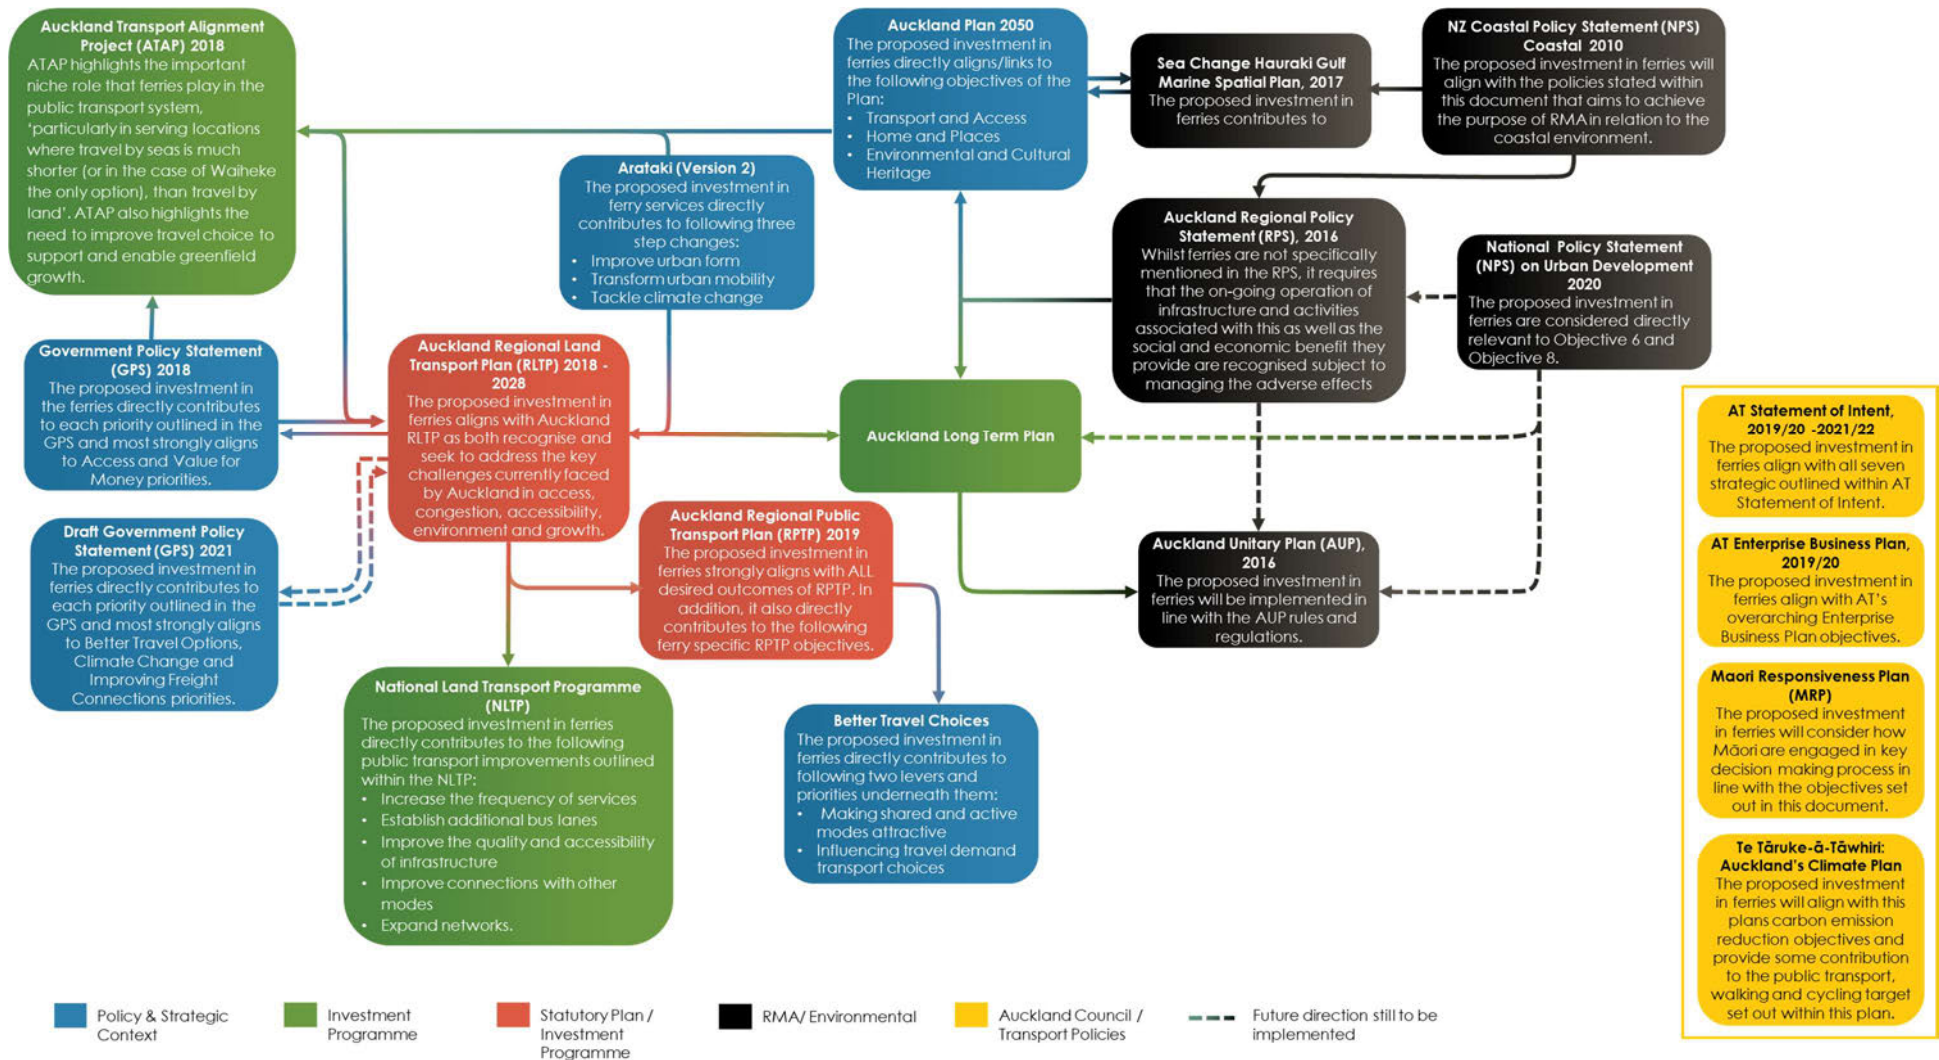 Auckland Transport Alignment
Project (ATAP) 2018
ATAP highlights the important
niche role that ferries play in the
public transport system,
‘particularly in serving locations
where travel by seas is much
shorter (or in the case of Waiheke
the only option), than travel by
land’. ATAP also highlights the
need to improve travel choice to
support and enable greenfield
growth.
Government Policy Statement
(GPS) 2018
The proposed investment in
the ferries directly contributes
to each priority outlined in the
GPS and most strongly aligns
to Access and Value for
Money priorities.
Draft Government Policy
Statement (GPS) 2021
The proposed investment in
ferries directly contributes to
each priority outlined in the
GPS and most strongly aligns
to Better Travel Options,
Climate Change and
Improving Freight
Connections priorities.
Arataki (Version 2)
The proposed investment in
ferry services directly
contributes to following three
step changes:
• Improve urban form
• Transform urban mobility
• Tackle climate change
Auckland Regional Land
Transport Plan (RLTP) 2018 -
2028
The proposed investment in
ferries aligns with Auckland
RLTP as both recognise and
seek to address the key
challenges currently faced
by Auckland in access,
congestion, accessibility,
environment and growth.
Auckland Regional Public
Transport Plan (RPTP) 2019
The proposed investment in
ferries strongly aligns with ALL
desired outcomes of RPTP. In
addition, it also directly
contributes to the following
ferry specific RPTP objectives.
National Land Transport Programme
(NLTP)
The proposed investment in ferries
directly contributes to the following
public transport improvements outlined
within the NLTP:
• Increase the frequency of services
• Establish additional bus lanes
• Improve the quality and accessibility
of infrastructure
• Improve connections with other
modes
• Expand networks.
Auckland Plan 2050
The proposed investment in
ferries directly aligns/links to
the following objectives of the
Plan:
• Transport and Access
• Home and Places
• Environmental and Cultural
Heritage
Auckland Long Term Plan
Better Travel Choices
The proposed investment in
ferries directly contributes to
following two levers and
priorities underneath them:
• Making shared and active
modes attractive
• Influencing travel demand
transport choices
Sea Change Hauraki Gulf
Marine Spatial Plan, 2017
The proposed investment in
ferries contributes to
NZ Coastal Policy Statement (NPS)
Coastal 2010
The proposed investment in ferries will
align with the policies stated within
this document that aims to achieve
the purpose of RMA in relation to the
coastal environment.
Auckland Regional Policy
Statement (RPS), 2016
Whilst ferries are not specifically
mentioned in the RPS, it requires
that the on-going operation of
infrastructure and activities
associated with this as well as the
social and economic benefit they
provide are recognised subject to
managing the adverse effects
National Policy Statement
(NPS) on Urban Development
2020
The proposed investment in
ferries are considered directly
relevant to Objective 6 and
Objective 8.
Auckland Unitary Plan (AUP),
2016
The proposed investment in
ferries will be implemented in
line with the AUP rules and
regulations.
AT Statement of Intent,
2019/20 -2021/22
The proposed investment in
ferries align with all seven
strategic outlined within AT
Statement of Intent.
AT Enterprise Business Plan,
2019/20
The proposed investment in
ferries align with AT’s
overarching Enterprise
Business Plan objectives.
Maori Responsiveness Plan
(MRP)
The proposed investment
in ferries will consider how
Māori are engaged in key
decision making process in
line with the objectives set
out in this document.
Te Tāruke-ā-Tāwhiri:
Auckland’s Climate Plan
The proposed investment
in ferries will align with this
plans carbon emission
reduction objectives and
provide some contribution
to the public transport,
walking and cycling target
set out within this plan.
Policy & Strategic
Context
Investment
Programme
Statutory Plan /
Investment
Programme
RMA/ Environmental
Auckland Council /
Transport Policies
Future direction still to be
implemented